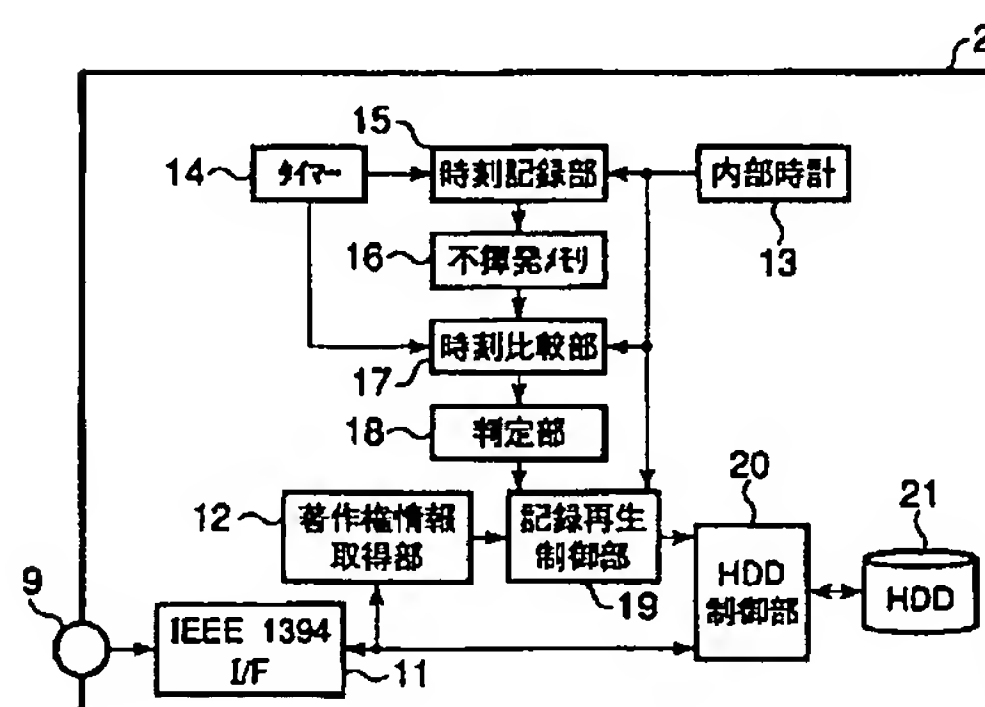 2
15
14
タイマー
時刻記録部
内部時計
13
16
不揮発メモリ
時刻比較部
17
18
判定部
20
21
12
著作権情報
取得部
記録再生
制御部
19
HDD
制御部
HDD
9
IEEE 1394
I/F
11